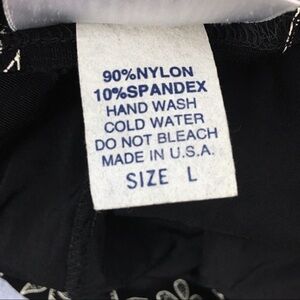 90%NYLON
10%SPANDEX
HAND WASH
COLD WATER
DO NOT BLEACH
MADE IN U.S.A.
SIZE L